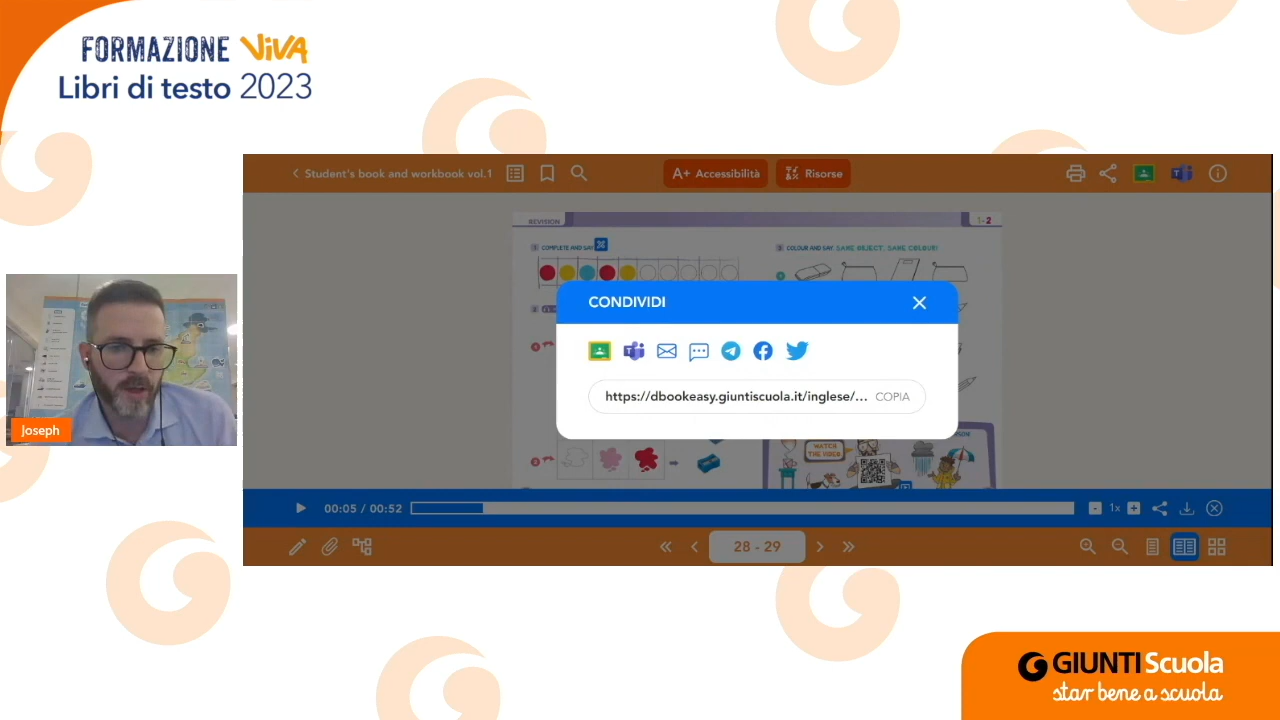 FORMAZIONE VIVA
Libri di testo 2023
Student's book and workbook vol.1
A+ Accessibilità
Risorse
REVISION
1-2
1 COMPLETE AND SAY
3 COLOUR AND SAY. SAME OBJECT, SAME COLOUR!
CONDIVIDI
https://dbookeasy.giuntiscuola.it/inglese/... COPIA
Joseph
WATCH
THE VIDEO
00:05 / 00:52
- 1x +
28 - 29
GIUNTI Scuola
star bene a scuola